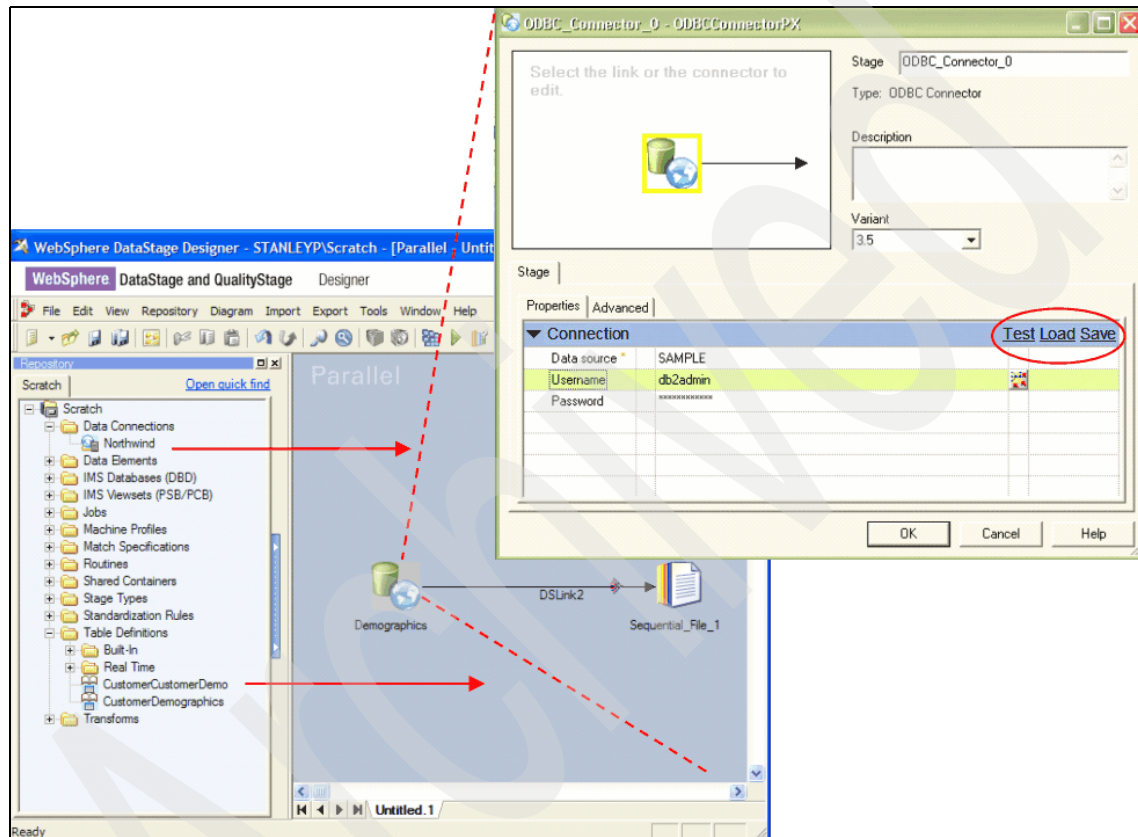 ODBC_Connector_0 - ODBCConnectorPX
Select the link or the connector to
edit.
Stage ODBC_Connector_0
Type: ODBC Connector
Description
Variant
3.5
Stage
Properties Advanced
Connection Test Load Save
Data source * SAMPLE
Username db2admin
Password ************
OK Cancel Help
WebSphere DataStage Designer - STANLEYP\Scratch - [Parallel - Untit
WebSphere DataStage and QualityStage Designer
File Edit View Repository Diagram Import Export Tools Window Help
Repository
Scratch Open quick find
Scratch
Data Connections
Northwind
Data Elements
IMS Databases (DBD)
IMS Viewsets (PSB/PCB)
Jobs
Machine Profiles
Match Specifications
Routines
Shared Containers
Stage Types
Standardization Rules
Table Definitions
Built-In
Real Time
CustomerCustomerDemo
CustomerDemographics
Transforms
Parallel
DSLink2
Demographics
Sequential_File_1
Untitled.1
Ready